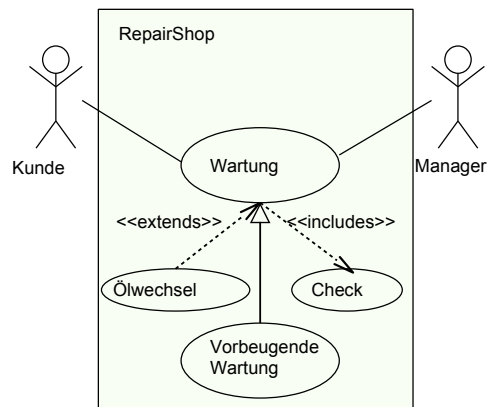 RepairShop
Kunde
Manager
Wartung
<<extends>>
<<includes>>
Ölwechsel
Check
Vorbeugende
Wartung